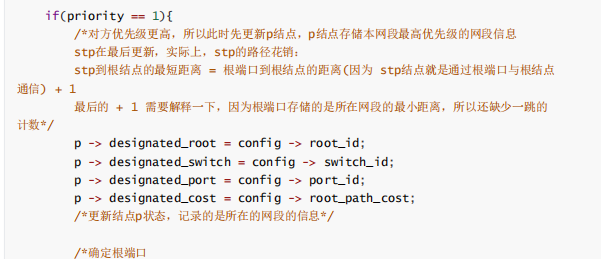 if(priority == 1){
/*对方优先级更高，所以此时先更新p结点，p结点存储本网段最高优先级的网段信息
stp在最后更新，实际上，stp的路径花销：
stp到根结点的最短距离 = 根端口到根结点的距离(因为 stp结点就是通过根端口与根结点
通信) + 1
最后的 + 1 需要解释一下，因为根端口存储的是所在网段的最小距离，所以还缺少一跳的
计数*/
p -> designated_root = config -> root_id;
p -> designated_switch = config -> switch_id;
p -> designated_port = config -> port_id;
p -> designated_cost = config -> root_path_cost;
/*更新结点p状态，记录的是所在的网段的信息*/
/*确定根端口